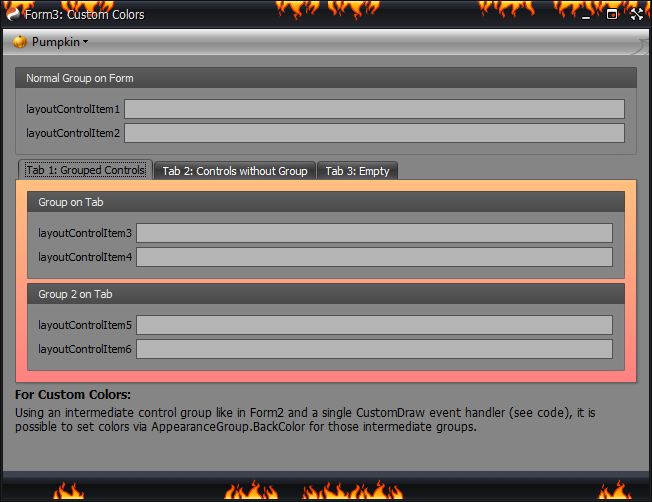 Form3: Custom Colors
Pumpkin
Normal Group on Form
layoutControlItem1
layoutControlItem2
Tab 1: Grouped Controls Tab 2: Controls without Group Tab 3: Empty
Group on Tab
layoutControlItem3
layoutControlItem4
Group 2 on Tab
layoutControlItem5
layoutControlItem6
For Custom Colors:
Using an intermediate control group like in Form2 and a single CustomDraw event handler (see code), it is
possible to set colors via AppearanceGroup.BackColor for those intermediate groups.